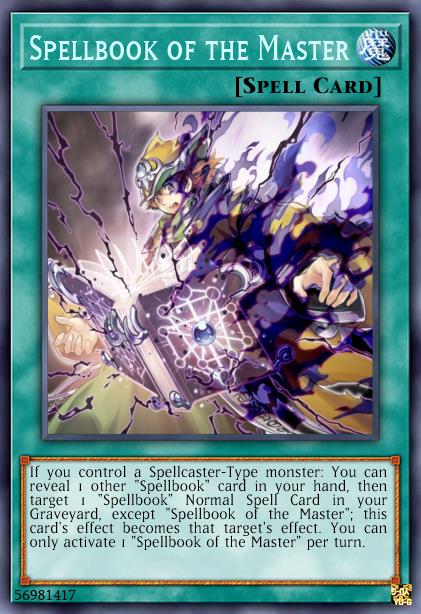 Spellbook of the Master
魔
[Spell Card]
If you control a Spellcaster-Type monster: You can
reveal 1 other "Spellbook" card in your hand, then
target 1 "Spellbook" Normal Spell Card in your
Graveyard, except "Spellbook of the Master"; this
card's effect becomes that target's effect. You can
only activate 1 "Spellbook of the Master" per turn.
56981417